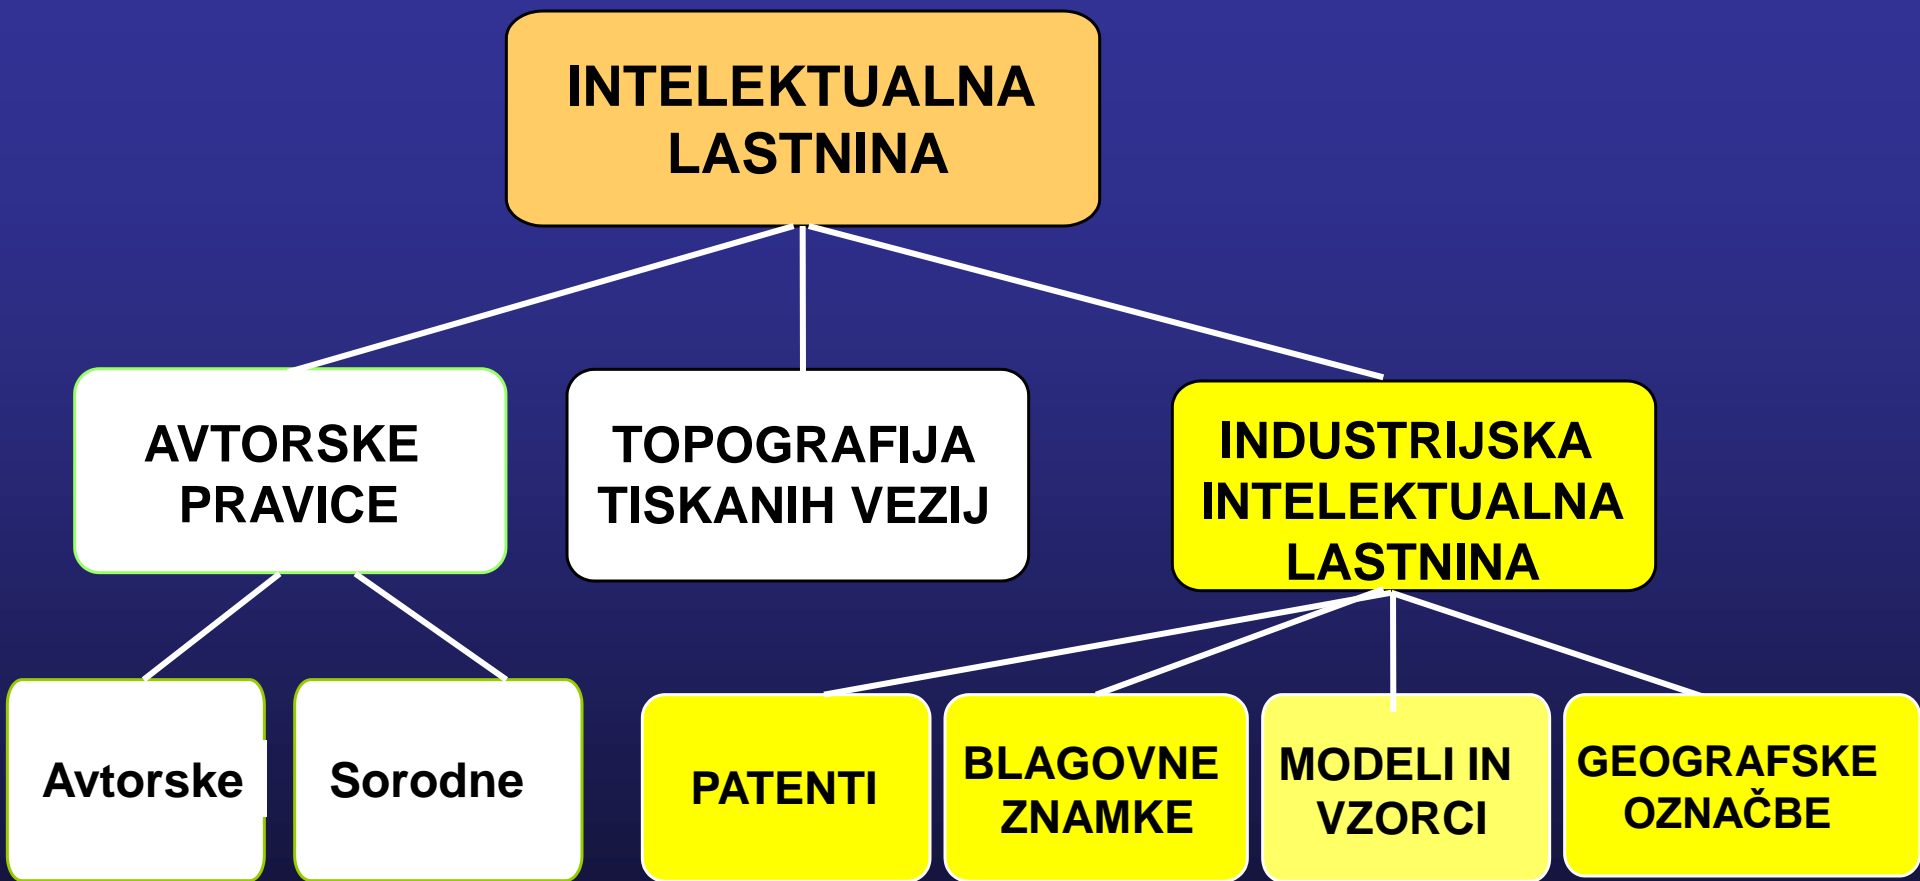 INTELEKTUALNA
LASTNINA
AVTORSKE
PRAVICE
TOPOGRAFIJA
TISKANIH VEZIJ
INDUSTRIJSKA
INTELEKTUALNA
LASTNINA
Avtorske
Sorodne
PATENTI
BLAGOVNE
ZNAMKE
MODELI IN
VZORCI
GEOGRAFSKE
OZNAČBE